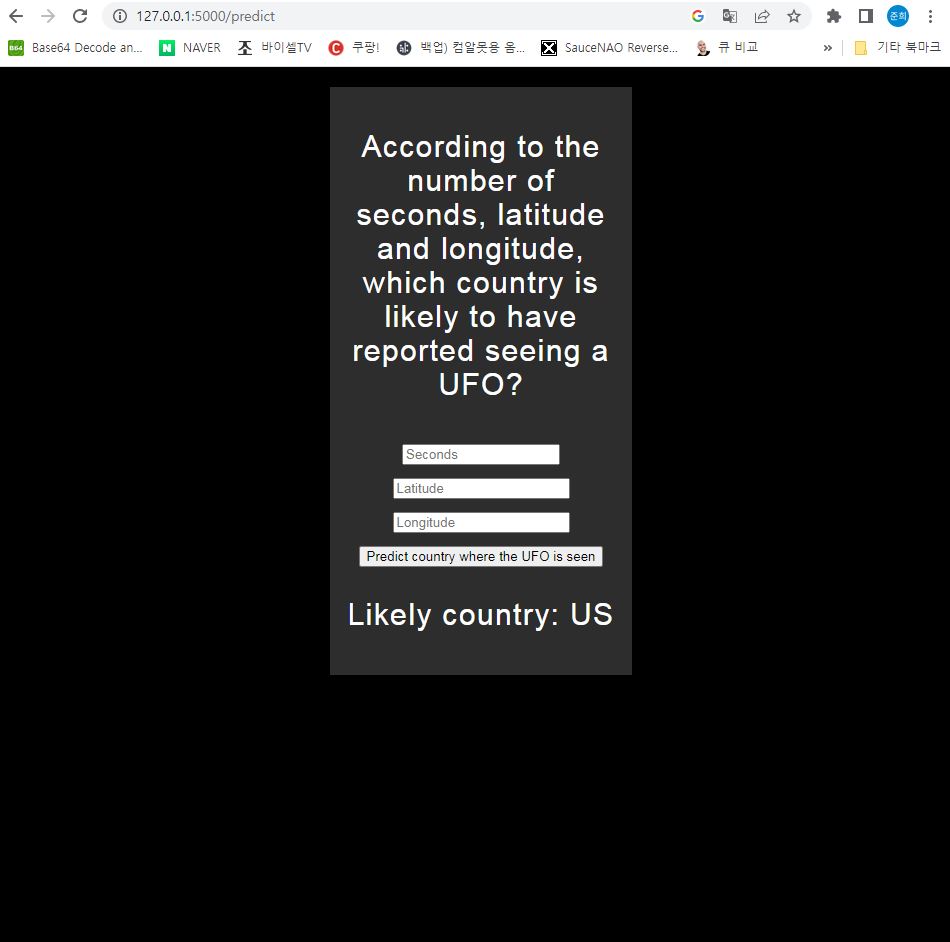 127.0.0.1:5000/predict
준희
B64 Base64 Decode an... N NAVER 조 바이셀TV C 쿠팡! 백업) 컴알못용 옴... SauceNAO Reverse... 큐 비교 » 기타 북마크
According to the
number of
seconds, latitude
and longitude,
which country is
likely to have
reported seeing a
UFO?
Seconds
Latitude
Longitude
Predict country where the UFO is seen
Likely country: US